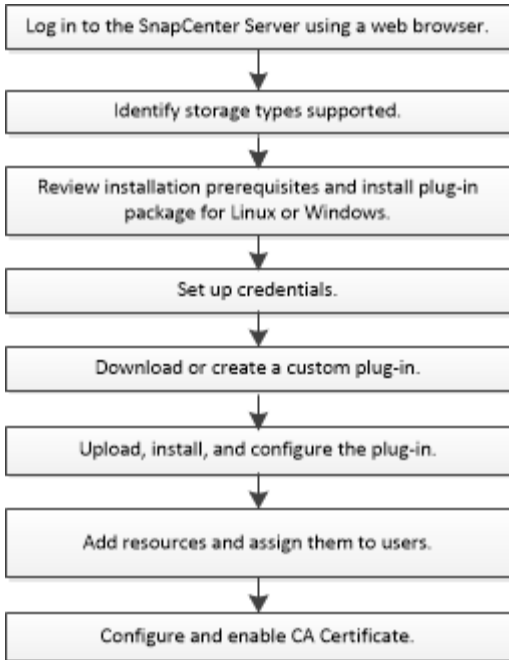 Log in to the SnapCenter Server using a web browser.
Identify storage types supported.
Review installation prerequisites and install plug-in
package for Linux or Windows.
Set up credentials.
Download or create a custom plug-in.
Upload, install, and configure the plug-in.
Add resources and assign them to users.
Configure and enable CA Certificate.